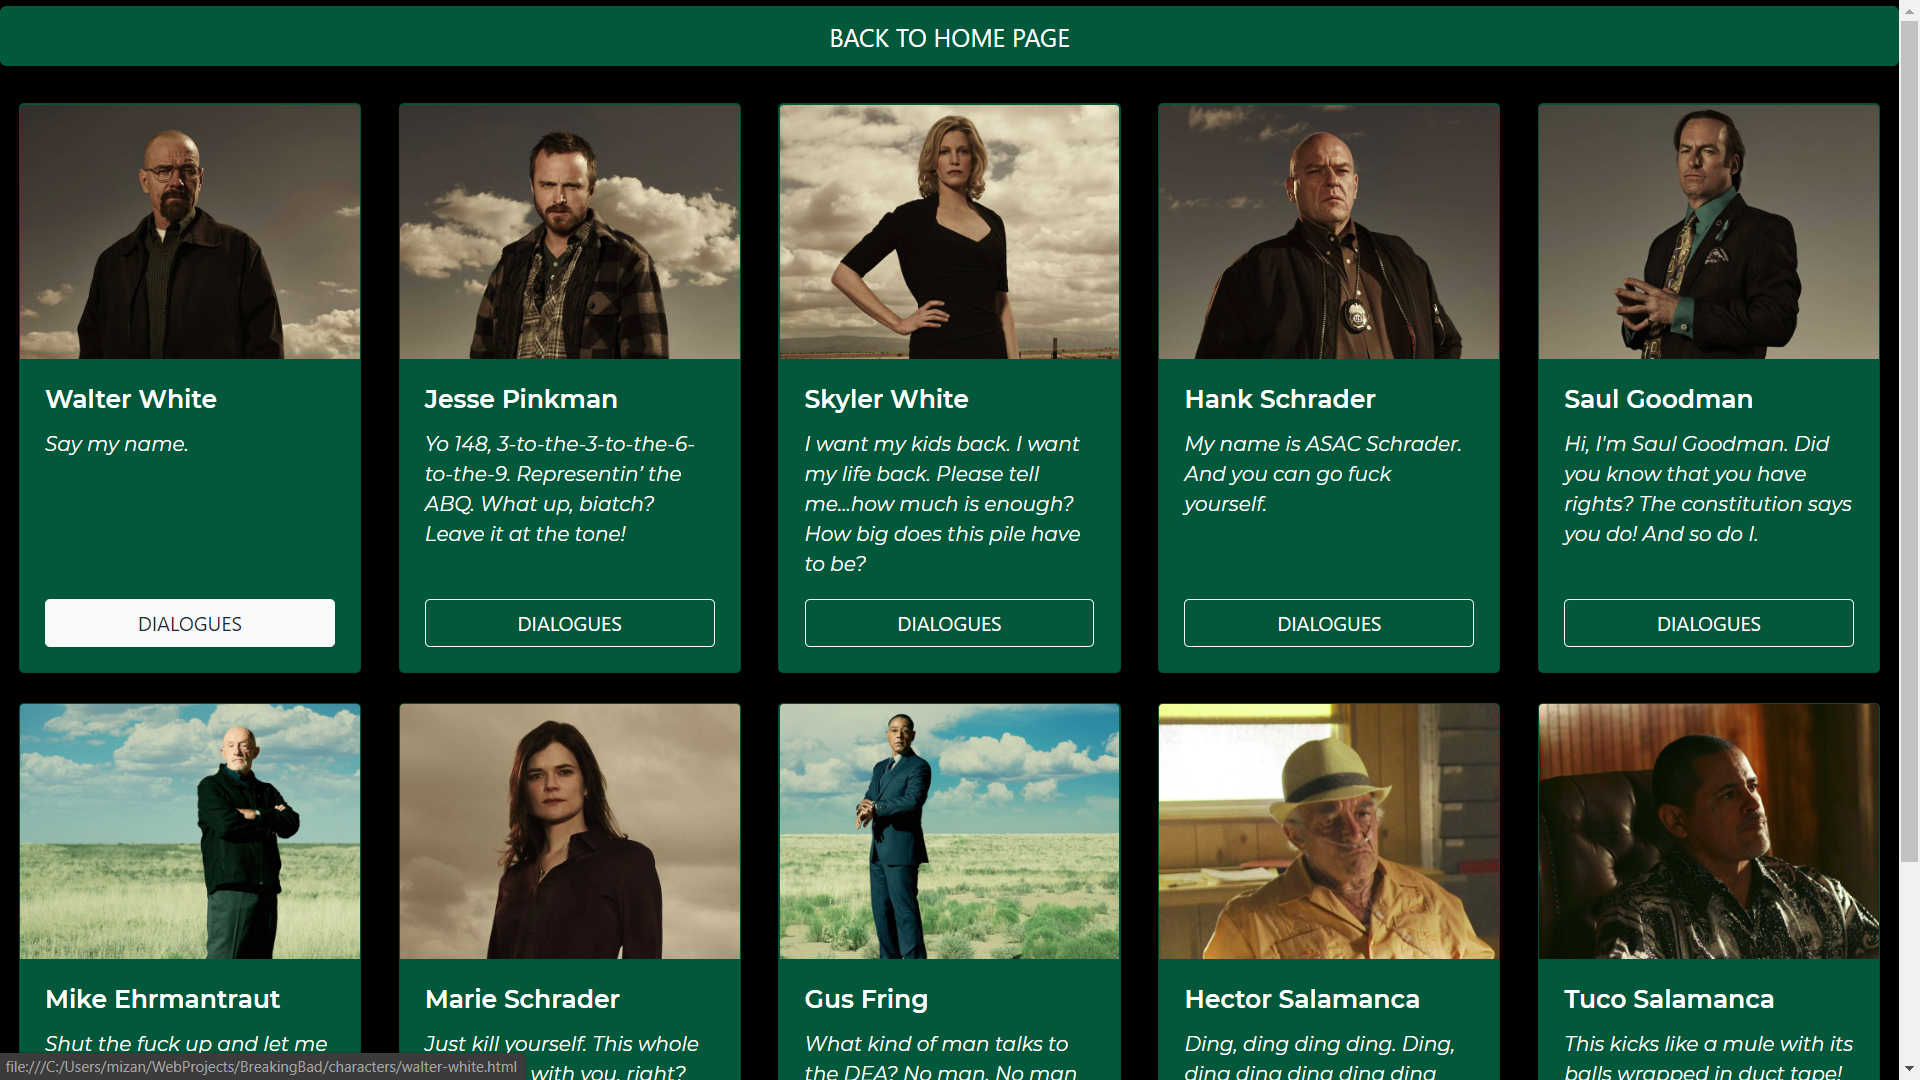 BACK TO HOME PAGE
Walter White
Say my name.
DIALOGUES
Jesse Pinkman
Yo 148, 3-to-the-3-to-the-6-
to-the-9. Representin’ the
ABQ. What up, biatch?
Leave it at the tone!
DIALOGUES
Skyler White
I want my kids back. I want
my life back. Please tell
me...how much is enough?
How big does this pile have
to be?
DIALOGUES
Hank Schrader
My name is ASAC Schrader.
And you can go fuck
yourself.
DIALOGUES
Saul Goodman
Hi, I'm Saul Goodman. Did
you know that you have
rights? The constitution says
you do! And so do I.
DIALOGUES
Mike Ehrmantraut
Shut the fuck up and let me
Marie Schrader
Just kill yourself. This whole
with you, right?
Gus Fring
What kind of man talks to
the DEA? No man. No man
Hector Salamanca
Ding, ding ding ding. Ding,
ding ding ding ding ding
Tuco Salamanca
This kicks like a mule with its
balls wrapped in duct tape!
file:///C:/Users/mizan/WebProjects/BreakingBad/characters/walter-white.html